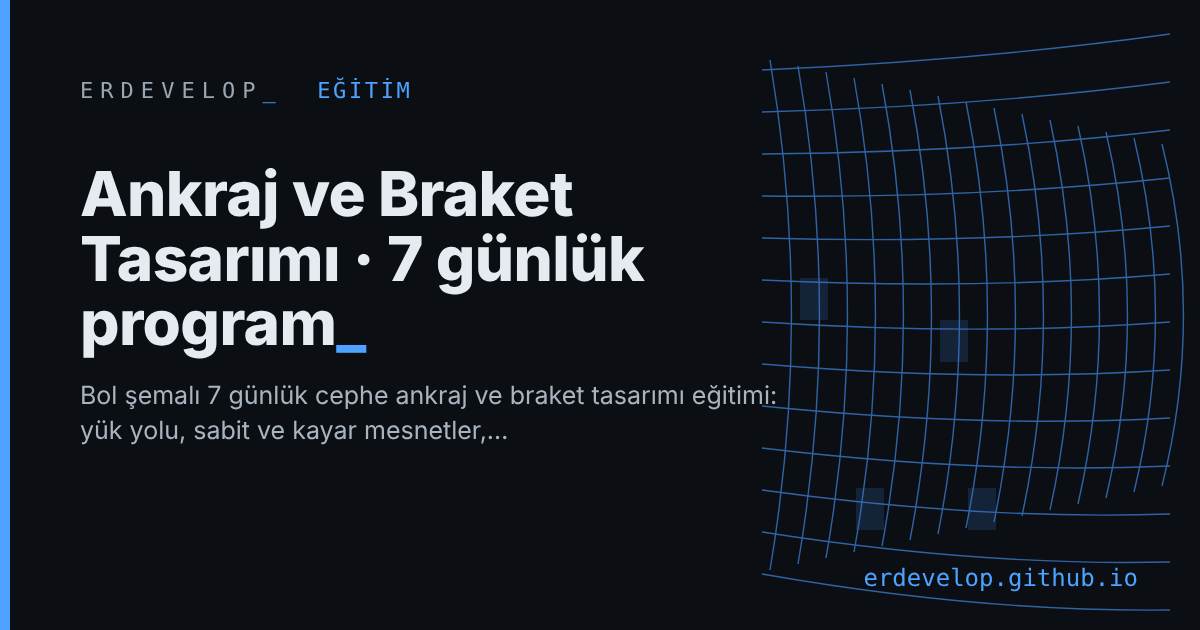 ERDEVELOP_ EĞİTİM
Ankraj ve Braket
Tasarımı · 7 günlük
program_
Bol şemalı 7 günlük cephe ankraj ve braket tasarımı eğitimi:
yük yolu, sabit ve kayar mesnetler,...
erdevelop.github.io